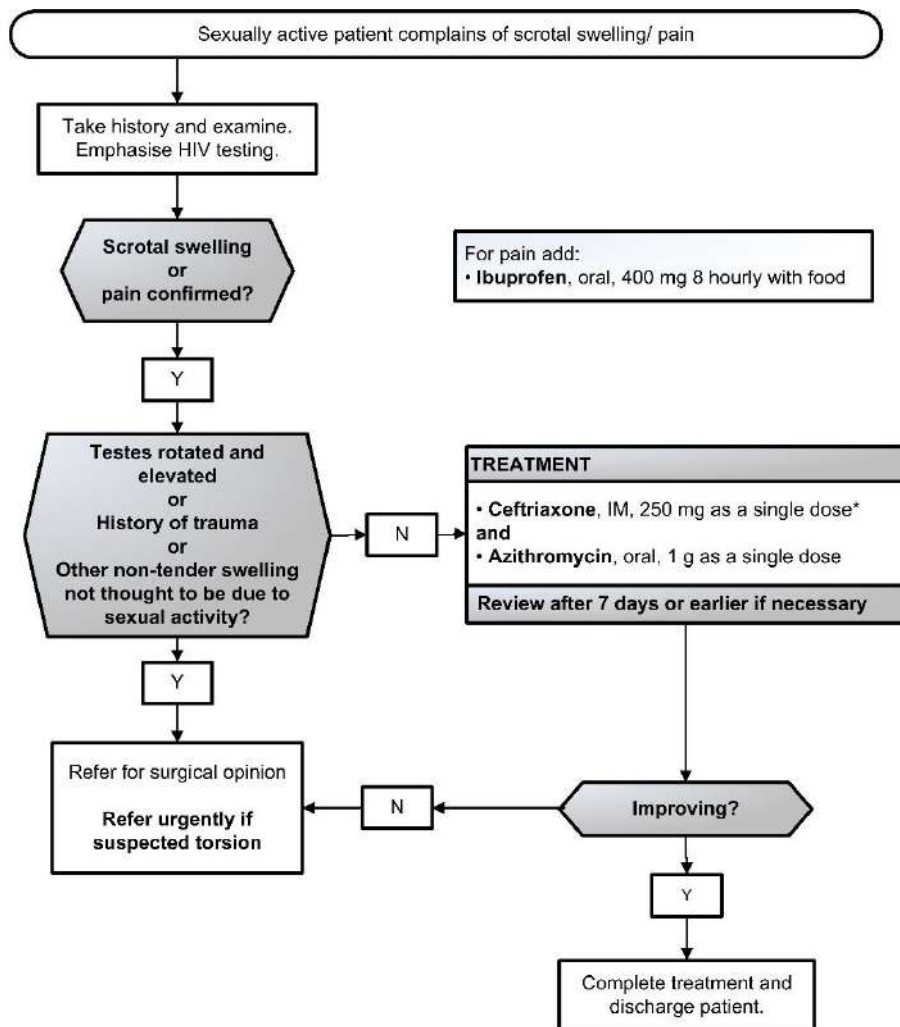 Sexually active patient complains of scrotal swelling/ pain
Take history and examine.
Emphasise HIV testing.
Scrotal swelling
or
pain confirmed?
For pain add:
• Ibuprofen, oral, 400 mg 8 hourly with food
Y
Testes rotated and
elevated
or
History of trauma
or
Other non-tender swelling
not thought to be due to
sexual activity?
N
TREATMENT
• Ceftriaxone, IM, 250 mg as a single dose*
and
• Azithromycin, oral, 1 g as a single dose
Review after 7 days or earlier if necessary
Y
Refer for surgical opinion
Refer urgently if
suspected torsion
N
Improving?
Y
Complete treatment and
discharge patient.